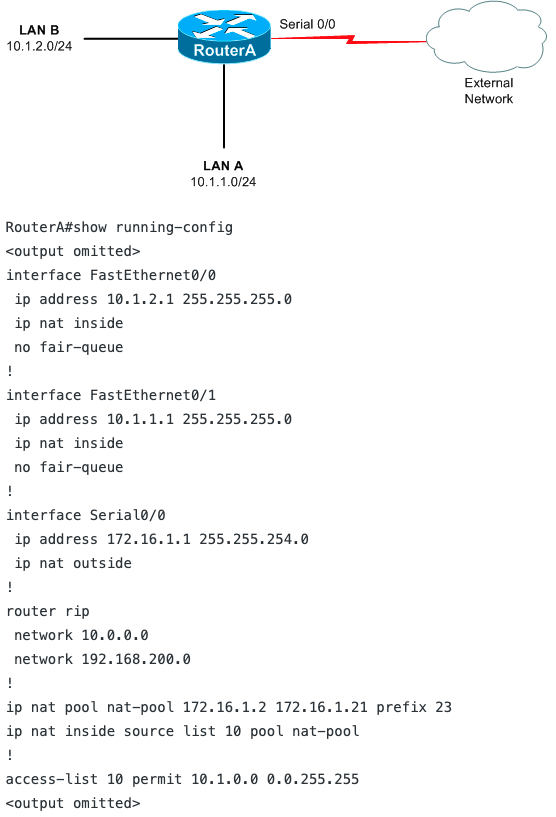 LAN B
10.1.2.0/24
RouterA
Serial 0/0
External
Network
LAN A
10.1.1.0/24
RouterA#show running-config
<output omitted>
interface FastEthernet0/0
 ip address 10.1.2.1 255.255.255.0
 ip nat inside
 no fair-queue
!
interface FastEthernet0/1
 ip address 10.1.1.1 255.255.255.0
 ip nat inside
 no fair-queue
!
interface Serial0/0
 ip address 172.16.1.1 255.255.254.0
 ip nat outside
!
router rip
 network 10.0.0.0
 network 192.168.200.0
!
ip nat pool nat-pool 172.16.1.2 172.16.1.21 prefix 23
ip nat inside source list 10 pool nat-pool
!
access-list 10 permit 10.1.0.0 0.0.255.255
<output omitted>